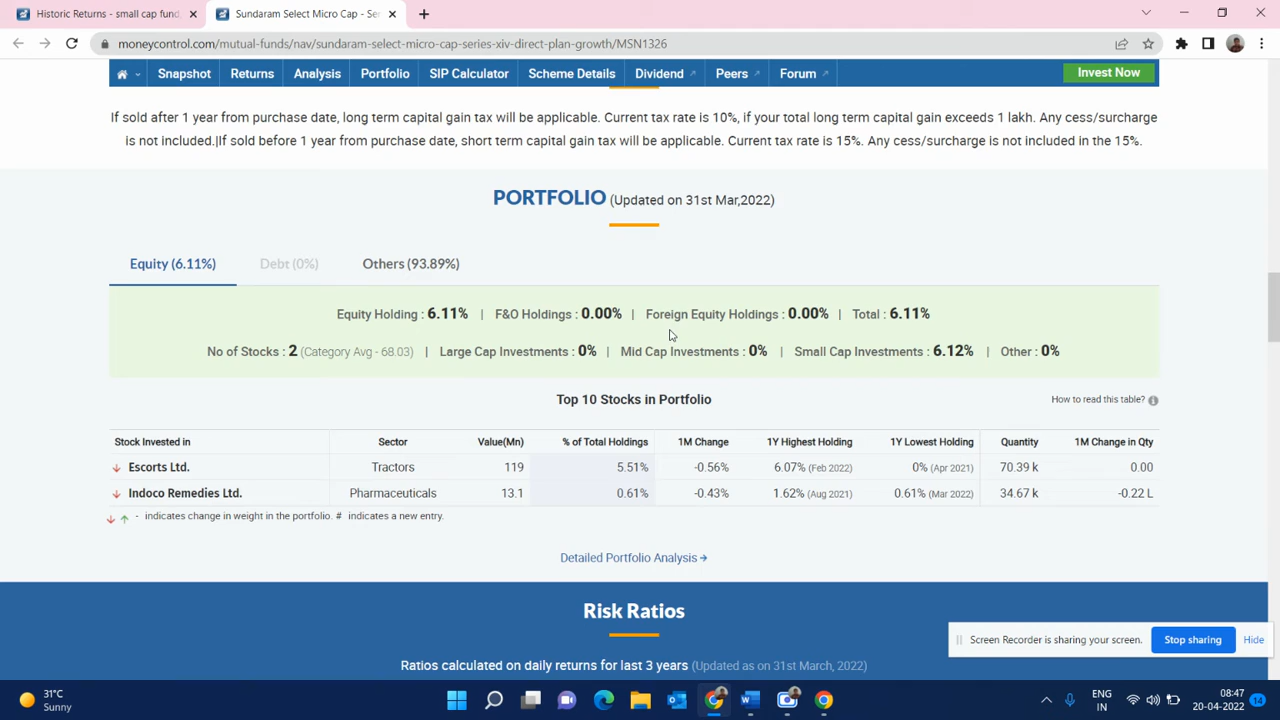 Historic Returns - small cap fund
Sundaram Select Micro Cap - Ser
moneycontrol.com/mutual-funds/nav/sundaram-select-micro-cap-series-xiv-direct-plan-growth/MSN1326
Snapshot Returns Analysis Portfolio SIP Calculator Scheme Details Dividend Peers Forum Invest Now
If sold after 1 year from purchase date, long term capital gain tax will be applicable. Current tax rate is 10%, if your total long term capital gain exceeds 1 lakh. Any cess/surcharge
is not included.|If sold before 1 year from purchase date, short term capital gain tax will be applicable. Current tax rate is 15%. Any cess/surcharge is not included in the 15%.
PORTFOLIO (Updated on 31st Mar,2022)
Equity (6.11%) Debt (0%) Others (93.89%)
Equity Holding : 6.11% | F&O Holdings : 0.00% | Foreign Equity Holdings : 0.00% | Total : 6.11%
No of Stocks : 2 (Category Avg - 68.03) | Large Cap Investments : 0% | Mid Cap Investments : 0% | Small Cap Investments : 6.12% | Other : 0%
Top 10 Stocks in Portfolio How to read this table? i
Stock Invested in Sector Value(Mn) % of Total Holdings 1M Change 1Y Highest Holding 1Y Lowest Holding Quantity 1M Change in Qty
Escorts Ltd. Tractors 119 5.51% -0.56% 6.07% (Feb 2022) 0% (Apr 2021) 70.39 k 0.00
Indoco Remedies Ltd. Pharmaceuticals 13.1 0.61% -0.43% 1.62% (Aug 2021) 0.61% (Mar 2022) 34.67 k -0.22 L
- indicates change in weight in the portfolio. # indicates a new entry.
Detailed Portfolio Analysis
Risk Ratios
Ratios calculated on daily returns for last 3 years (Updated as on 31st March, 2022)
Screen Recorder is sharing your screen. Stop sharing Hide
31°C
Sunny
ENG
IN
08:47
20-04-2022
14